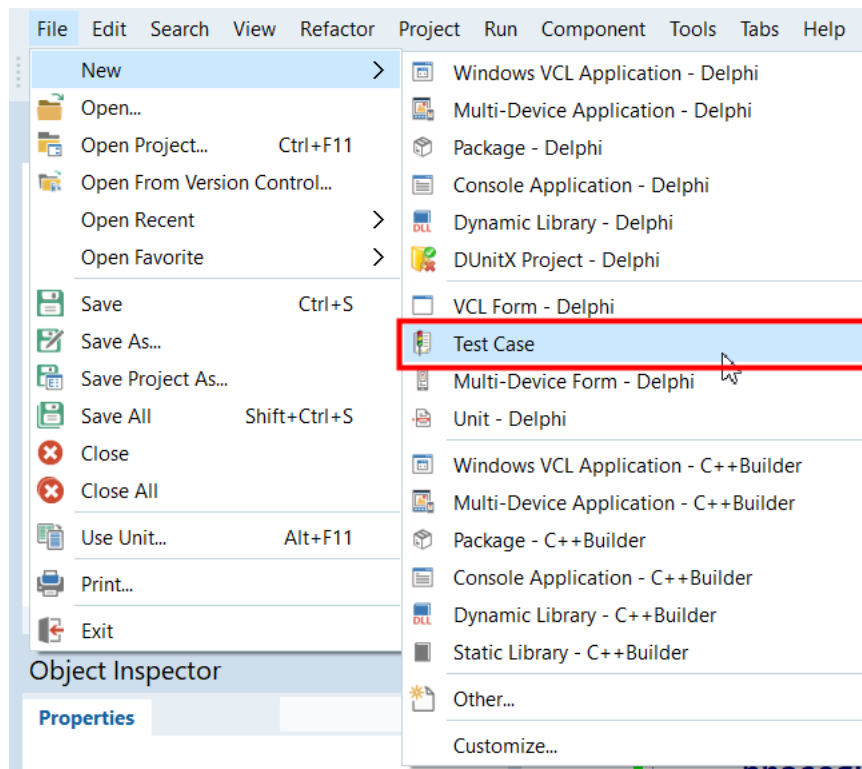 File Edit Search View Refactor Project Run Component Tools Tabs Help
New
Open...
Open Project... Ctrl+F11
Open From Version Control...
Open Recent
Open Favorite
Save Ctrl+S
Save As...
Save Project As...
Save All Shift+Ctrl+S
Close
Close All
Use Unit... Alt+F11
Print...
Exit
Windows VCL Application - Delphi
Multi-Device Application - Delphi
Package - Delphi
Console Application - Delphi
DLL Dynamic Library - Delphi
DUnitX Project - Delphi
VCL Form - Delphi
Test Case
Multi-Device Form - Delphi
Unit - Delphi
Windows VCL Application - C++Builder
Multi-Device Application - C++Builder
Package - C++Builder
Console Application - C++Builder
DLL Dynamic Library - C++Builder
Static Library - C++Builder
Other...
Customize...
Object Inspector
Properties